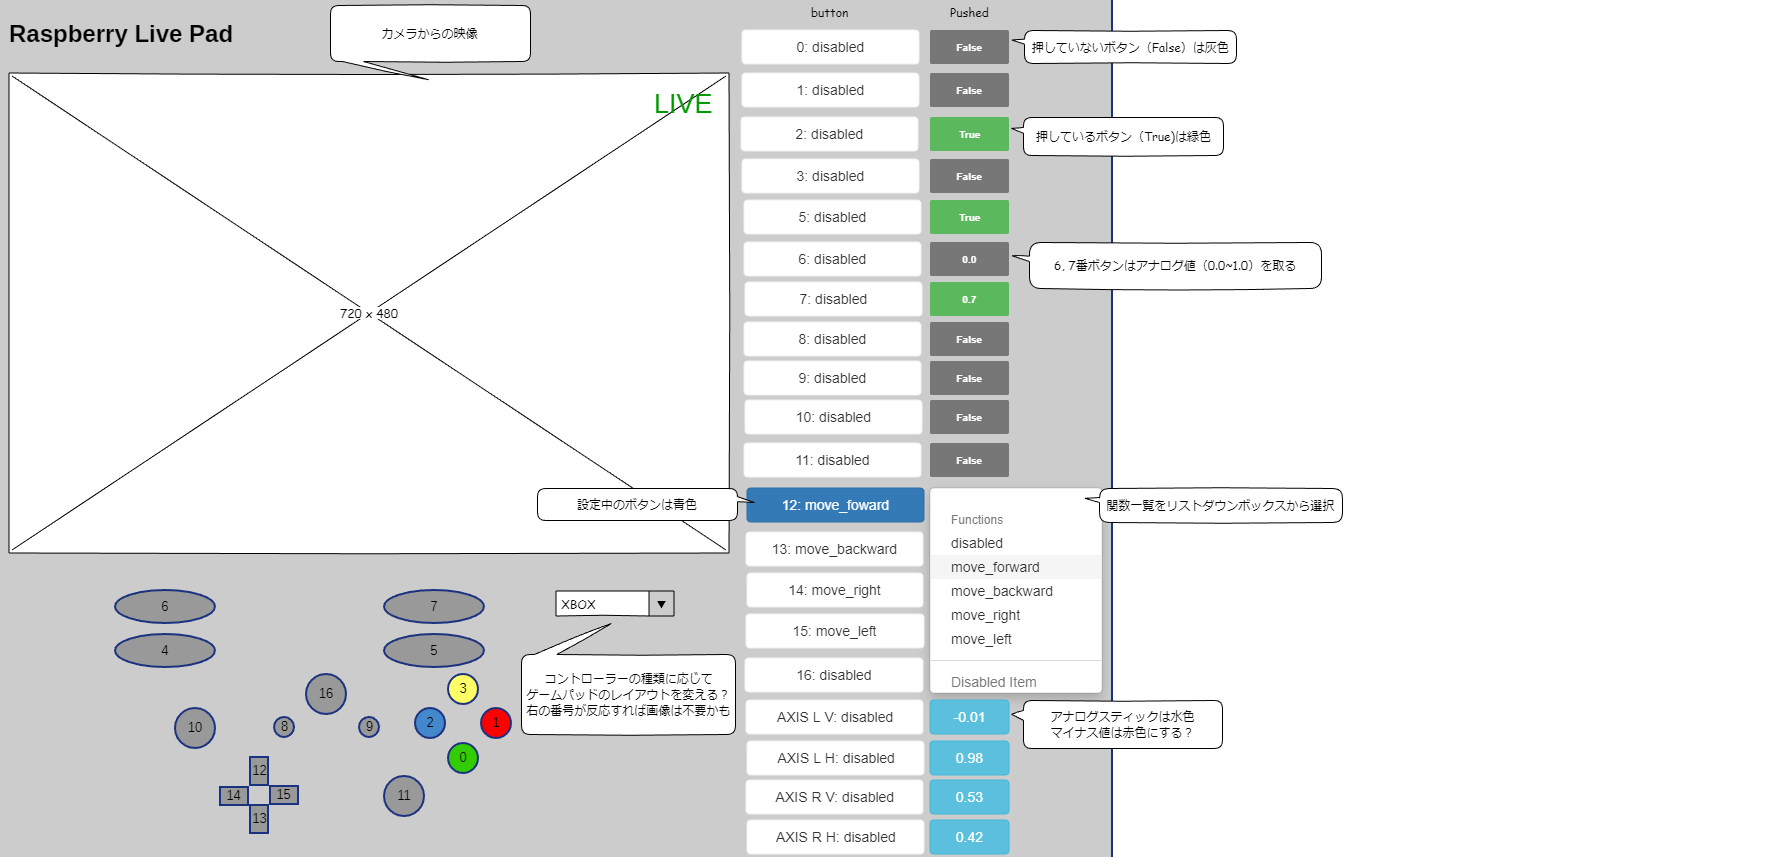 Raspberry Live Pad
カメラからの映像
LIVE
720 x 480
button
Pushed
0: disabled
False
押していないボタン（False）は灰色
1: disabled
False
2: disabled
True
押しているボタン（True)は緑色
3: disabled
False
5: disabled
True
6: disabled
0.0
6, 7番ボタンはアナログ値（0.0~1.0）を取る
7: disabled
0.7
8: disabled
False
9: disabled
False
10: disabled
False
11: disabled
False
設定中のボタンは青色
12: move_foward
関数一覧をリストダウンボックスから選択
13: move_backward
14: move_right
15: move_left
16: disabled
Functions
disabled
move_forward
move_backward
move_right
move_left
Disabled Item
AXIS L V: disabled
-0.01
アナログスティックは水色
マイナス値は赤色にする？
AXIS L H: disabled
0.98
AXIS R V: disabled
0.53
AXIS R H: disabled
0.42
XBOX
コントローラーの種類に応じて
ゲームパッドのレイアウトを変える？
右の番号が反応すれば画像は不要かも
6
7
4
5
16
3
10
8
9
2
1
0
12
14
15
13
11